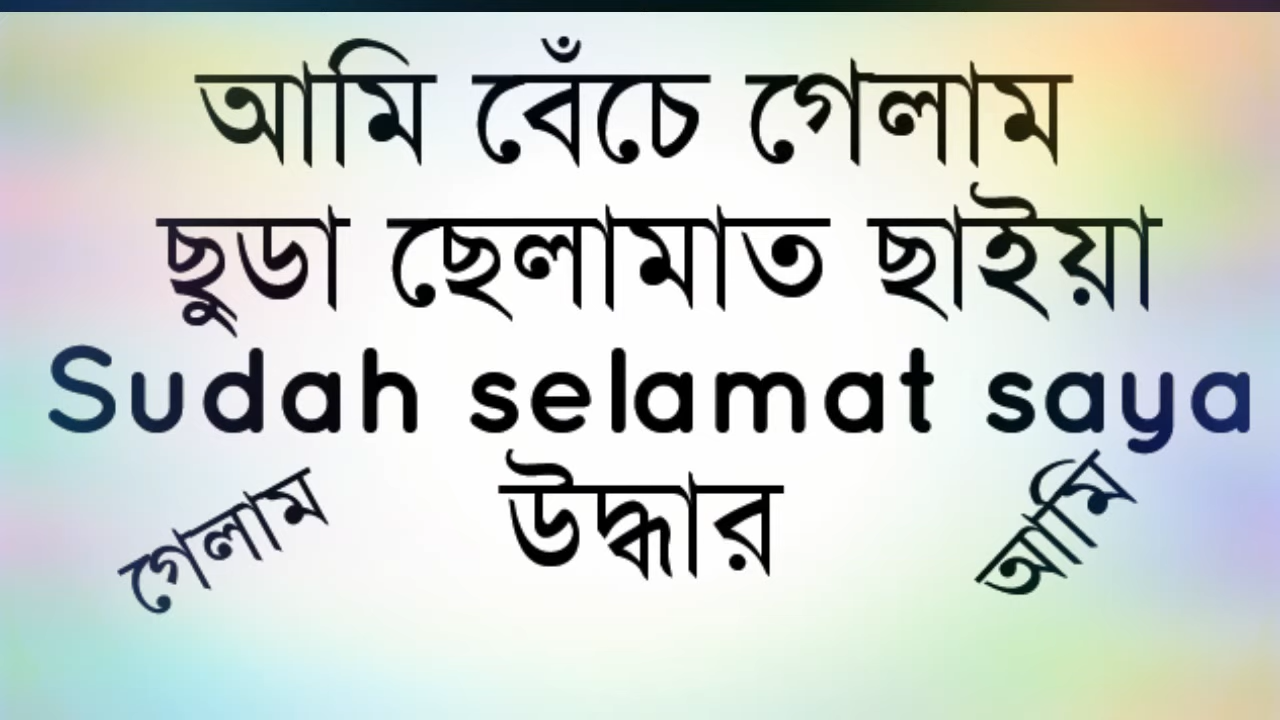 আমি বেঁচে গেলাম
ছুডা ছেলামাত ছাইয়া
Sudah selamat saya
গেলাম উদ্ধার আমি